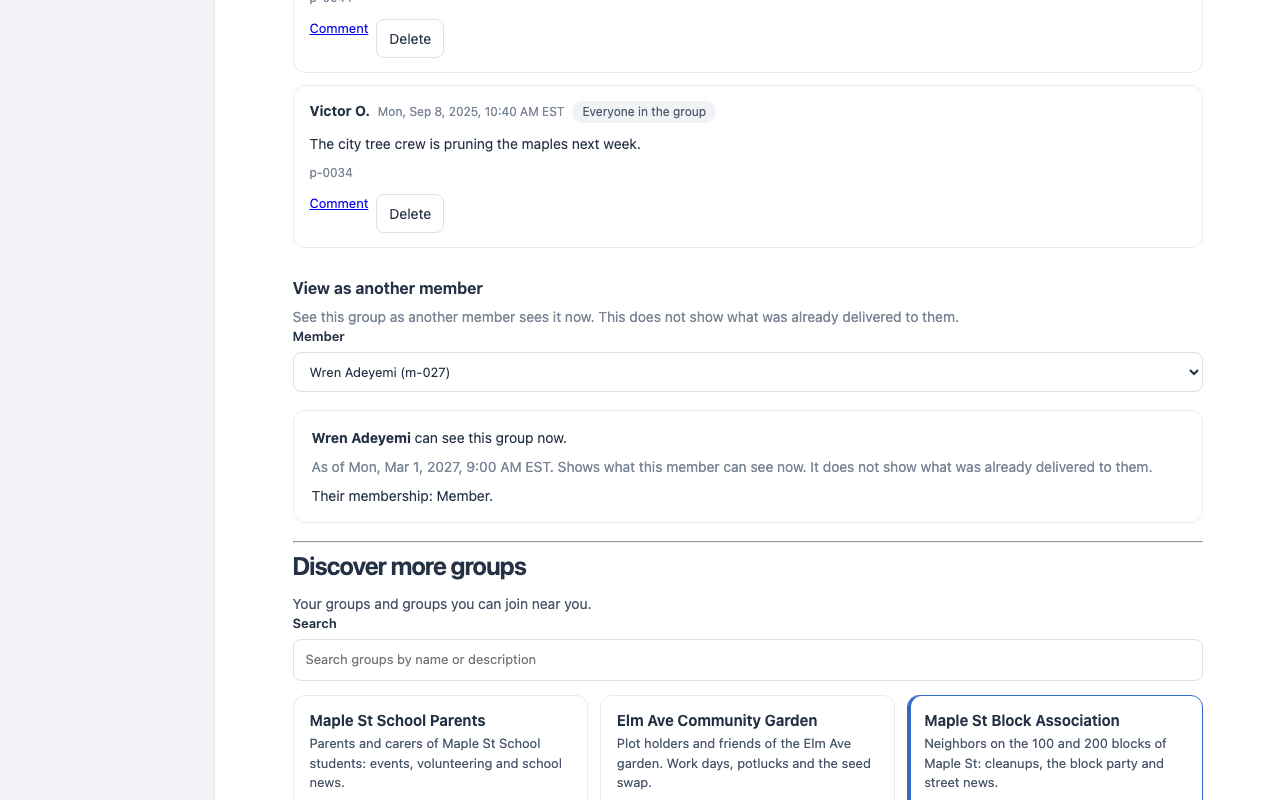 Comment
Delete
Victor O. Mon, Sep 8, 2025, 10:40 AM EST Everyone in the group
The city tree crew is pruning the maples next week.
p-0034
Comment
Delete
View as another member
See this group as another member sees it now. This does not show what was already delivered to them.
Member
Wren Adeyemi (m-027)
Wren Adeyemi can see this group now.
As of Mon, Mar 1, 2027, 9:00 AM EST. Shows what this member can see now. It does not show what was already delivered to them.
Their membership: Member.
Discover more groups
Your groups and groups you can join near you.
Search
Search groups by name or description
Maple St School Parents
Parents and carers of Maple St School
students: events, volunteering and school
news.
Elm Ave Community Garden
Plot holders and friends of the Elm Ave
garden. Work days, potlucks and the seed
swap.
Maple St Block Association
Neighbors on the 100 and 200 blocks of
Maple St: cleanups, the block party and
street news.